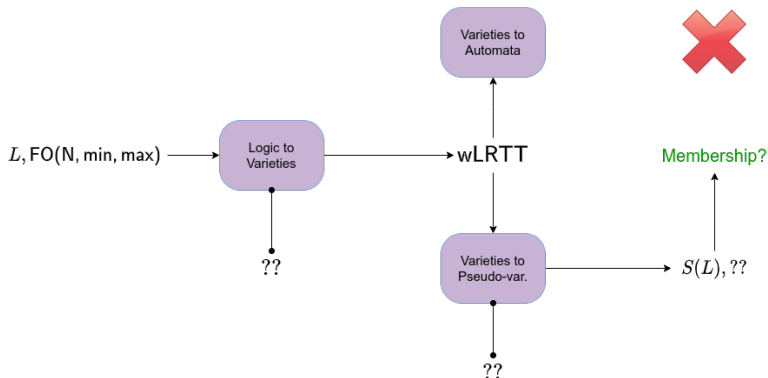 Varieties to
Automata
L, FO(N, min, max)
Logic to
Varieties
wLRTT
Membership?
??
Varieties to
Pseudo-var.
S(L), ??
??